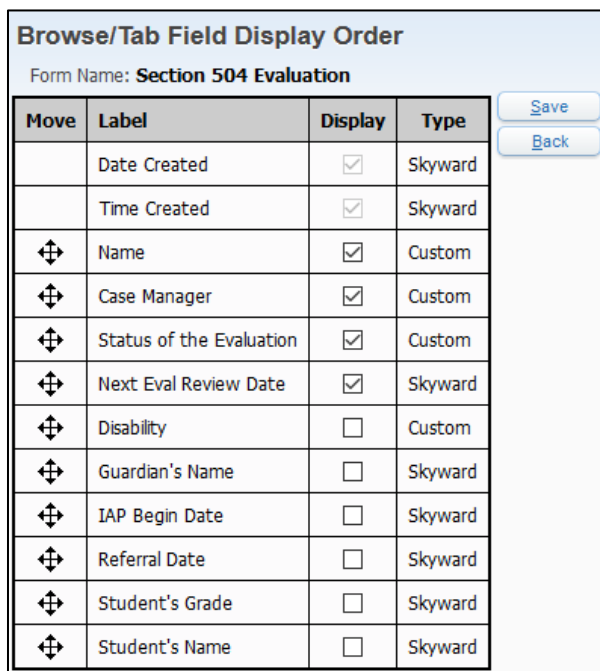 Browse/Tab Field Display Order
Form Name: Section 504 Evaluation
Save
Back
Move Label Display Type
Date Created Skyward
Time Created Skyward
Name Custom
Case Manager Custom
Status of the Evaluation Custom
Next Eval Review Date Skyward
Disability Custom
Guardian's Name Skyward
IAP Begin Date Skyward
Referral Date Skyward
Student's Grade Skyward
Student's Name Skyward